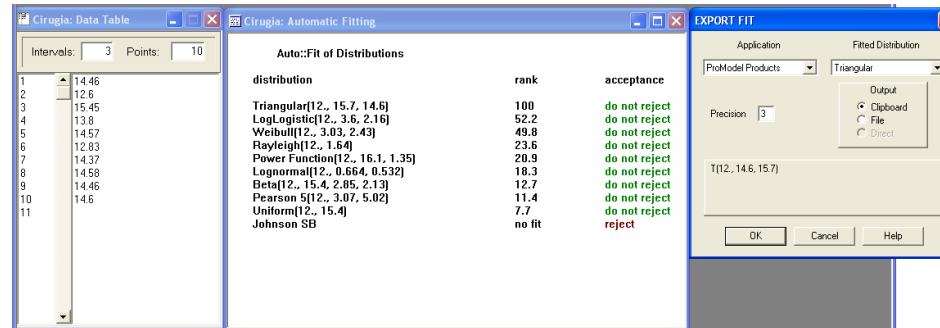 Cirugia: Data Table
Intervals: 3 Points: 10
1 14.46
2 12.6
3 15.45
4 13.8
5 14.57
6 12.83
7 14.37
8 14.58
9 14.46
10 14.6
11
Cirugia: Automatic Fitting
Auto::Fit of Distributions
distribution rank acceptance
Triangular(12., 15.7, 14.6) 100 do not reject
LogLogistic(12., 3.6, 2.16) 52.2 do not reject
Weibull(12., 3.03, 2.43) 49.8 do not reject
Rayleigh(12., 1.64) 23.6 do not reject
Power Function(12., 16.1, 1.35) 20.9 do not reject
Lognormal(12., 0.664, 0.532) 18.3 do not reject
Beta(12., 15.4, 2.85, 2.13) 12.7 do not reject
Pearson 5(12., 3.07, 5.02) 11.4 do not reject
Uniform(12., 15.4) 7.7 do not reject
Johnson SB no fit reject
EXPORT FIT
Application Fitted Distribution
ProModel Products Triangular
Output
Precision 3
Clipboard
File
Direct
T(12., 14.6, 15.7)
OK Cancel Help